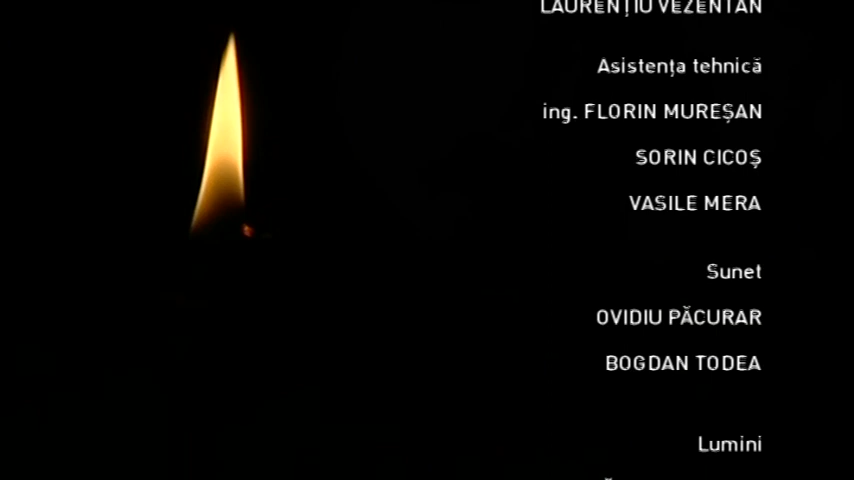 LAURENȚIU VEZENTAN
Asistența tehnică
ing. FLORIN MUREȘAN
SORIN CICOȘ
VASILE MERA
Sunet
OVIDIU PĂCURAR
BOGDAN TODEA
Lumini